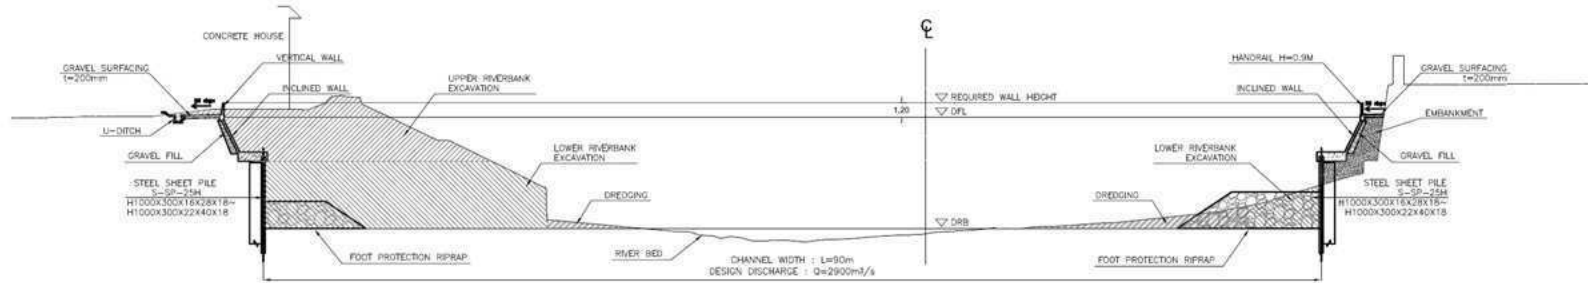 CONCRETE HOUSE
VERTICAL WALL
GRAVEL SURFACING
t=200mm
INCLINED WALL
UPPER RIVERBANK
EXCAVATION
U-DITCH
GRAVEL FILL
LOWER RIVERBANK
EXCAVATION
STEEL SHEET PILE
S-SP-25H
H1000X300X16X28X18~
H1000X300X22X40X18
DREDGING
FOOT PROTECTION RIPRAP
RIVER BED
CHANNEL WIDTH : L=90m
DESIGN DISCHARGE : Q=2900m³/s
1,20
REQUIRED WALL HEIGHT
DFL
DRB
HANDRAIL H=0.9M
GRAVEL SURFACING
t=200mm
INCLINED WALL
EMBANKMENT
LOWER RIVERBANK
EXCAVATION
GRAVEL FILL
DREDGING
STEEL SHEET PILE
S-SP-25H
H1000X300X16X28X18~
H1000X300X22X40X18
FOOT PROTECTION RIPRAP